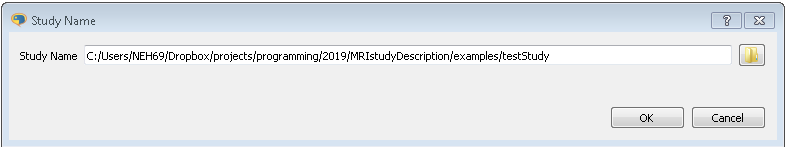 Study Name
Study Name C:/Users/NEH69/Dropbox/projects/programming/2019/MRIstudyDescription/examples/testStudy
OK Cancel